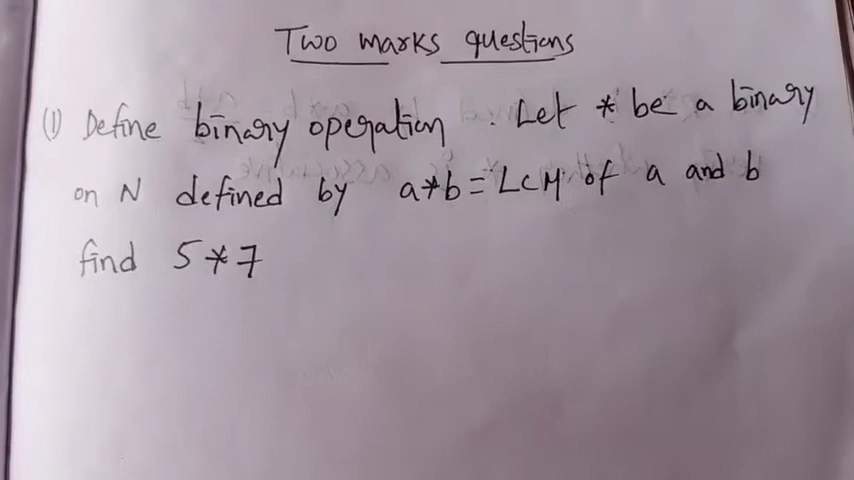 Two marks questions
(1) Define binary operation. Let * be a binary
on N defined by a*b = LCM of a and b
find 5*7